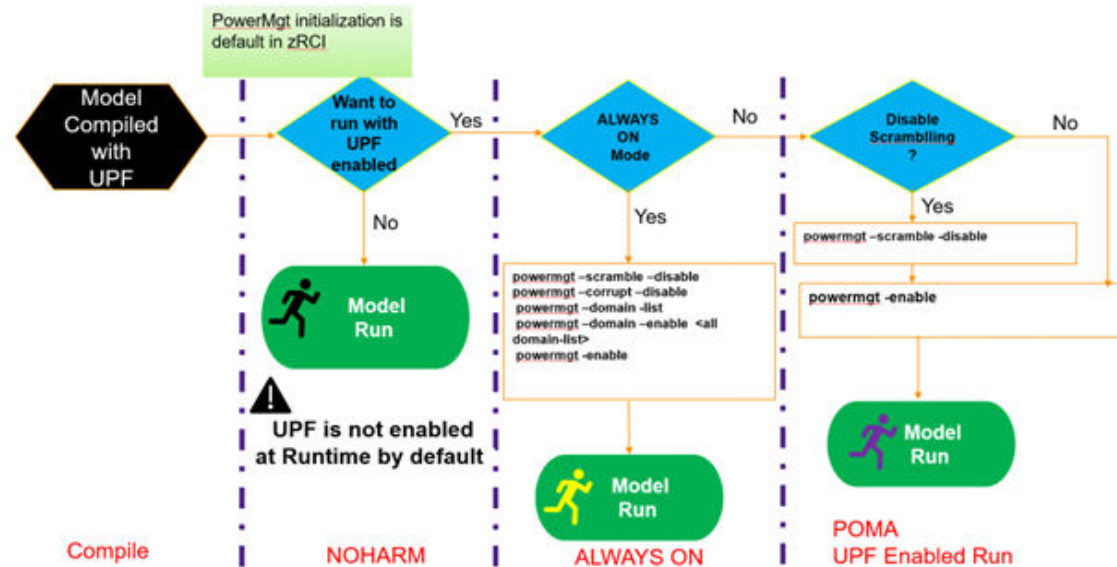 PowerMgt initialization is
default in zRCI
Model
Compiled
with
UPF
Want to
run with
UPF
enabled
Yes
No
Model
Run
UPF is not enabled
at Runtime by default
ALWAYS
ON
Mode
No
Yes
powermgt –scramble –disable
powermgt –corrupt –disable
powermgt –domain -list
powermgt –domain –enable <all
domain-list>
powermgt -enable
Model
Run
Disable
Scramblling
?
No
Yes
powermgt –scramble -disable
powermgt -enable
Model
Run
Compile
NOHARM
ALWAYS ON
POMA
UPF Enabled Run